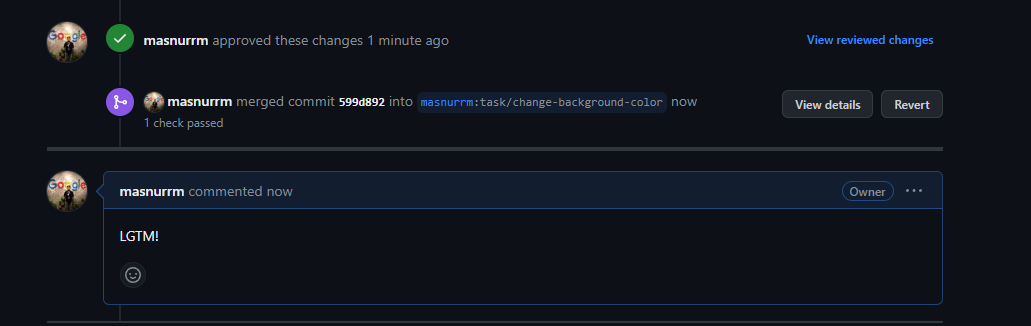 masnurrm approved these changes 1 minute ago
View reviewed changes
masnurrm merged commit 599d892 into masnurrm:task/change-background-color now
View details
Revert
1 check passed
masnurrm commented now
Owner
LGTM!
Google
Google